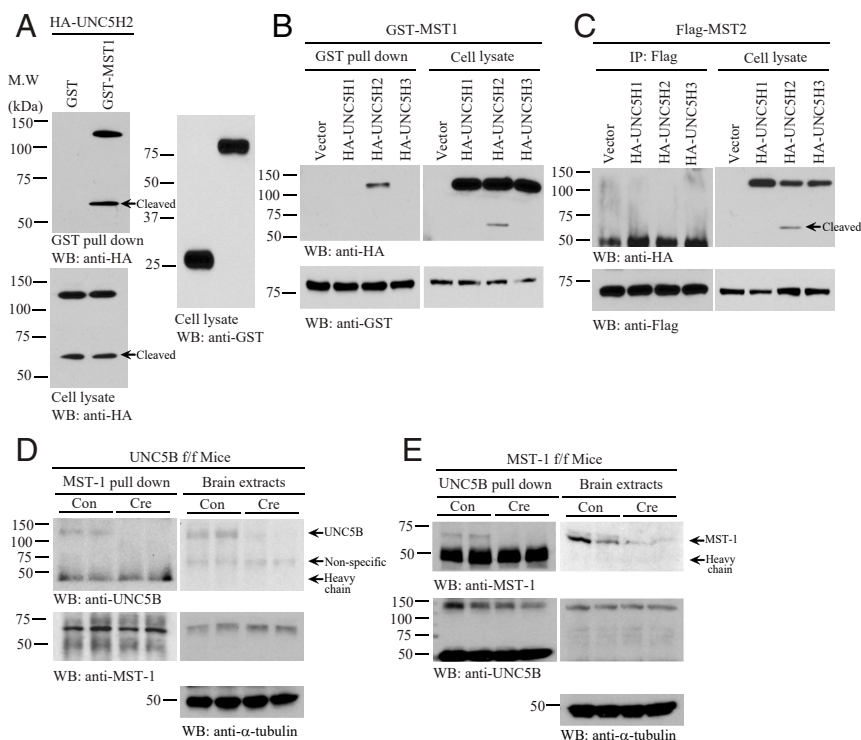 A
HA-UNC5H2
M.W
(kDa)
GST
GST-MST1
150
100
75
50
Cleaved
GST pull down
WB: anti-HA
150
100
75
50
Cleaved
Cell lysate
WB: anti-HA
75
50
37
25
Cell lysate
WB: anti-GST
B
GST-MST1
GST pull down
Cell lysate
Vector
HA-UNC5H1
HA-UNC5H2
HA-UNC5H3
Vector
HA-UNC5H1
HA-UNC5H2
HA-UNC5H3
150
100
75
50
WB: anti-HA
75
WB: anti-GST
C
Flag-MST2
IP: Flag
Cell lysate
Vector
HA-UNC5H1
HA-UNC5H2
HA-UNC5H3
Vector
HA-UNC5H1
HA-UNC5H2
HA-UNC5H3
150
100
75
50
Cleaved
WB: anti-HA
75
WB: anti-Flag
D
UNC5B f/f Mice
MST-1 pull down
Brain extracts
Con
Cre
Con
Cre
150
100
75
50
UNC5B
Non-specific
Heavy
chain
WB: anti-UNC5B
75
50
WB: anti-MST-1
50
WB: anti-α-tubulin
E
MST-1 f/f Mice
UNC5B pull down
Brain extracts
Con
Cre
Con
Cre
75
50
MST-1
Heavy
chain
WB: anti-MST-1
150
100
75
50
WB: anti-UNC5B
50
WB: anti-α-tubulin